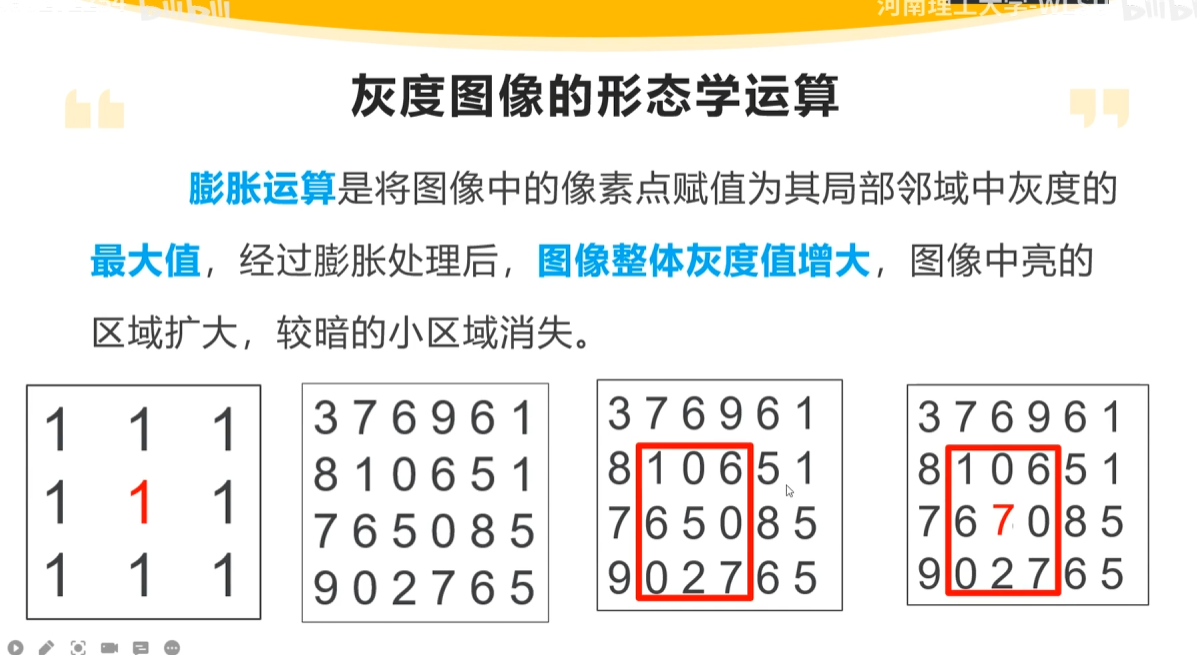 bilibili
河南理工大学
bilibili
灰度图像的形态学运算
膨胀运算是将图像中的像素点赋值为其局部邻域中灰度的
最大值，经过膨胀处理后，图像整体灰度值增大，图像中亮的
区域扩大，较暗的小区域消失。
1 1 1
1 1 1
1 1 1
3 7 6 9 6 1
8 1 0 6 5 1
7 6 5 0 8 5
9 0 2 7 6 5
3 7 6 9 6 1
8 1 0 6 5 1
7 6 5 0 8 5
9 0 2 7 6 5
3 7 6 9 6 1
8 1 0 6 5 1
7 6 7 0 8 5
9 0 2 7 6 5